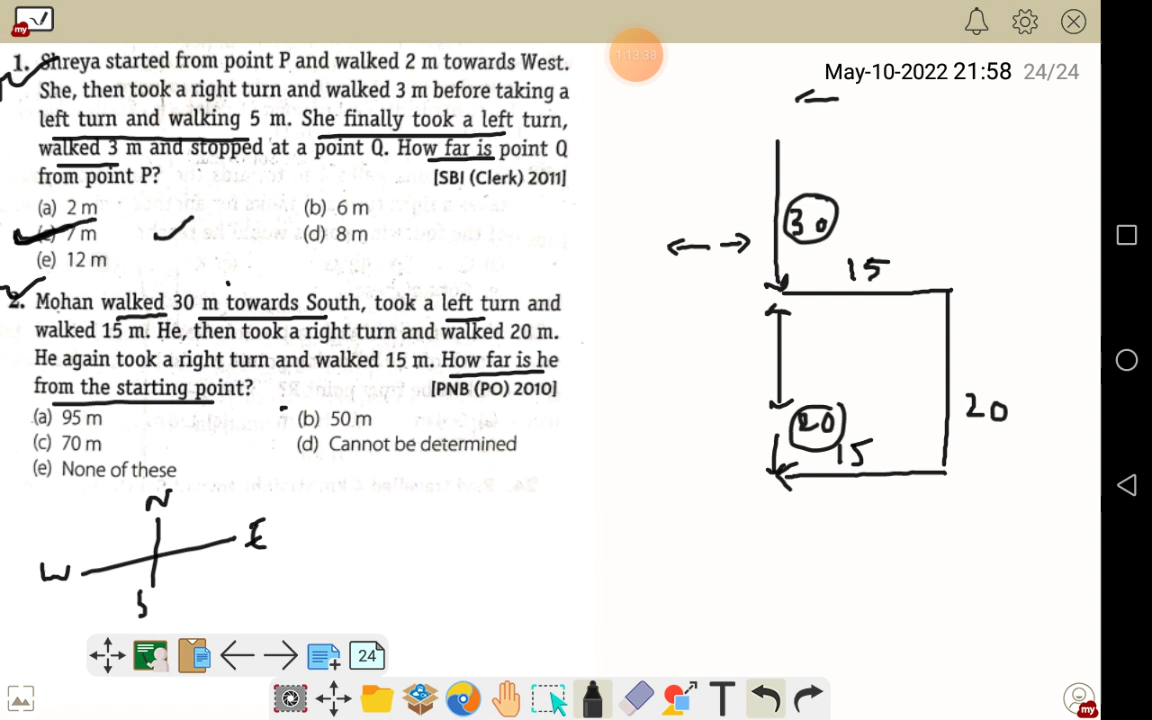 my
1:13:38
May-10-2022 21:58 24/24
1. Shreya started from point P and walked 2 m towards West.
She, then took a right turn and walked 3 m before taking a
left turn and walking 5 m. She finally took a left turn,
walked 3 m and stopped at a point Q. How far is point Q
from point P? [SBI (Clerk) 2011]
(a) 2 m (b) 6 m
(c) 7 m (d) 8 m
(e) 12 m
2. Mohan walked 30 m towards South, took a left turn and
walked 15 m. He, then took a right turn and walked 20 m.
He again took a right turn and walked 15 m. How far is he
from the starting point? [PNB (PO) 2010]
(a) 95 m (b) 50 m
(c) 70 m (d) Cannot be determined
(e) None of these
N
E
W
S
30
15
20
20
15
24
T
my